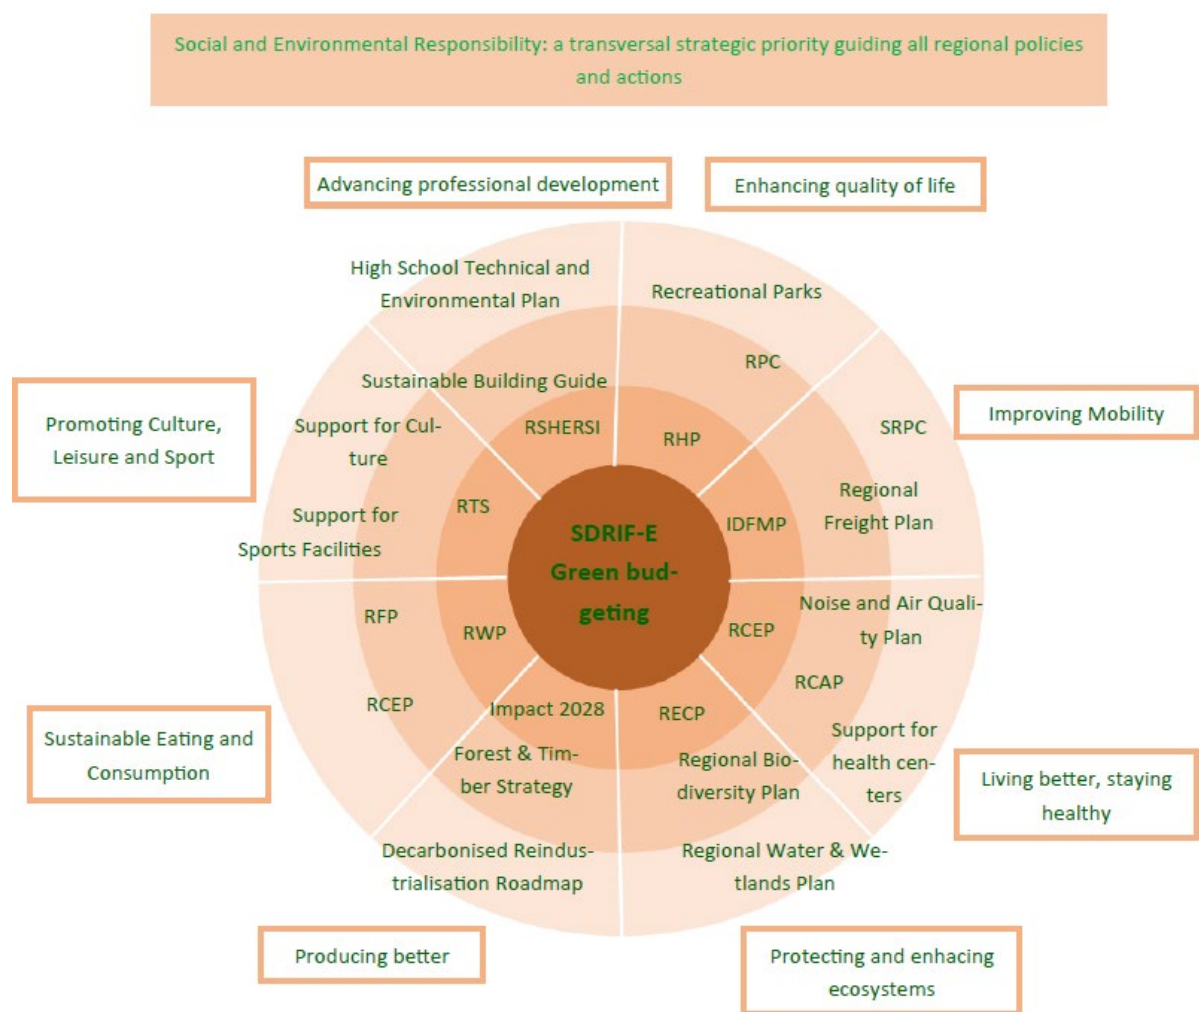 Social and Environmental Responsibility: a transversal strategic priority guiding all regional policies
and actions
Advancing professional development
Enhancing quality of life
High School Technical and
Environmental Plan
Recreational Parks
RPC
Sustainable Building Guide
RSHERSI
RHP
Promoting Culture,
Leisure and Sport
Support for Cul-
ture
Support for
Sports Facilities
RTS
SRPC
Regional
Freight Plan
IDFMP
Improving Mobility
SDRIF-E
Green bud-
geting
RFP
RWP
RCEP
RCEP
Noise and Air Quali-
ty Plan
RCAP
Support for
health cen-
ters
Sustainable Eating and
Consumption
Living better, staying
healthy
Impact 2028
Forest & Tim-
ber Strategy
Decarbonised Reindus-
trialisation Roadmap
RECP
Regional Bio-
diversity Plan
Regional Water & We-
tlands Plan
Producing better
Protecting and enhacing
ecosystems